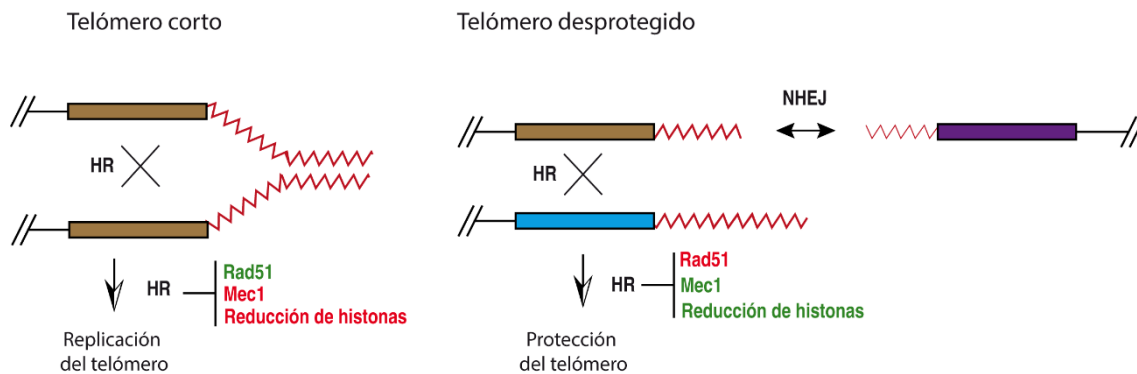 Telómero corto
Telómero desprotegido
NHEJ
HR
HR
HR
Rad51
Mec1
Reducción de histonas
Replicación
del telómero
HR
Rad51
Mec1
Reducción de histonas
Protección
del telómero